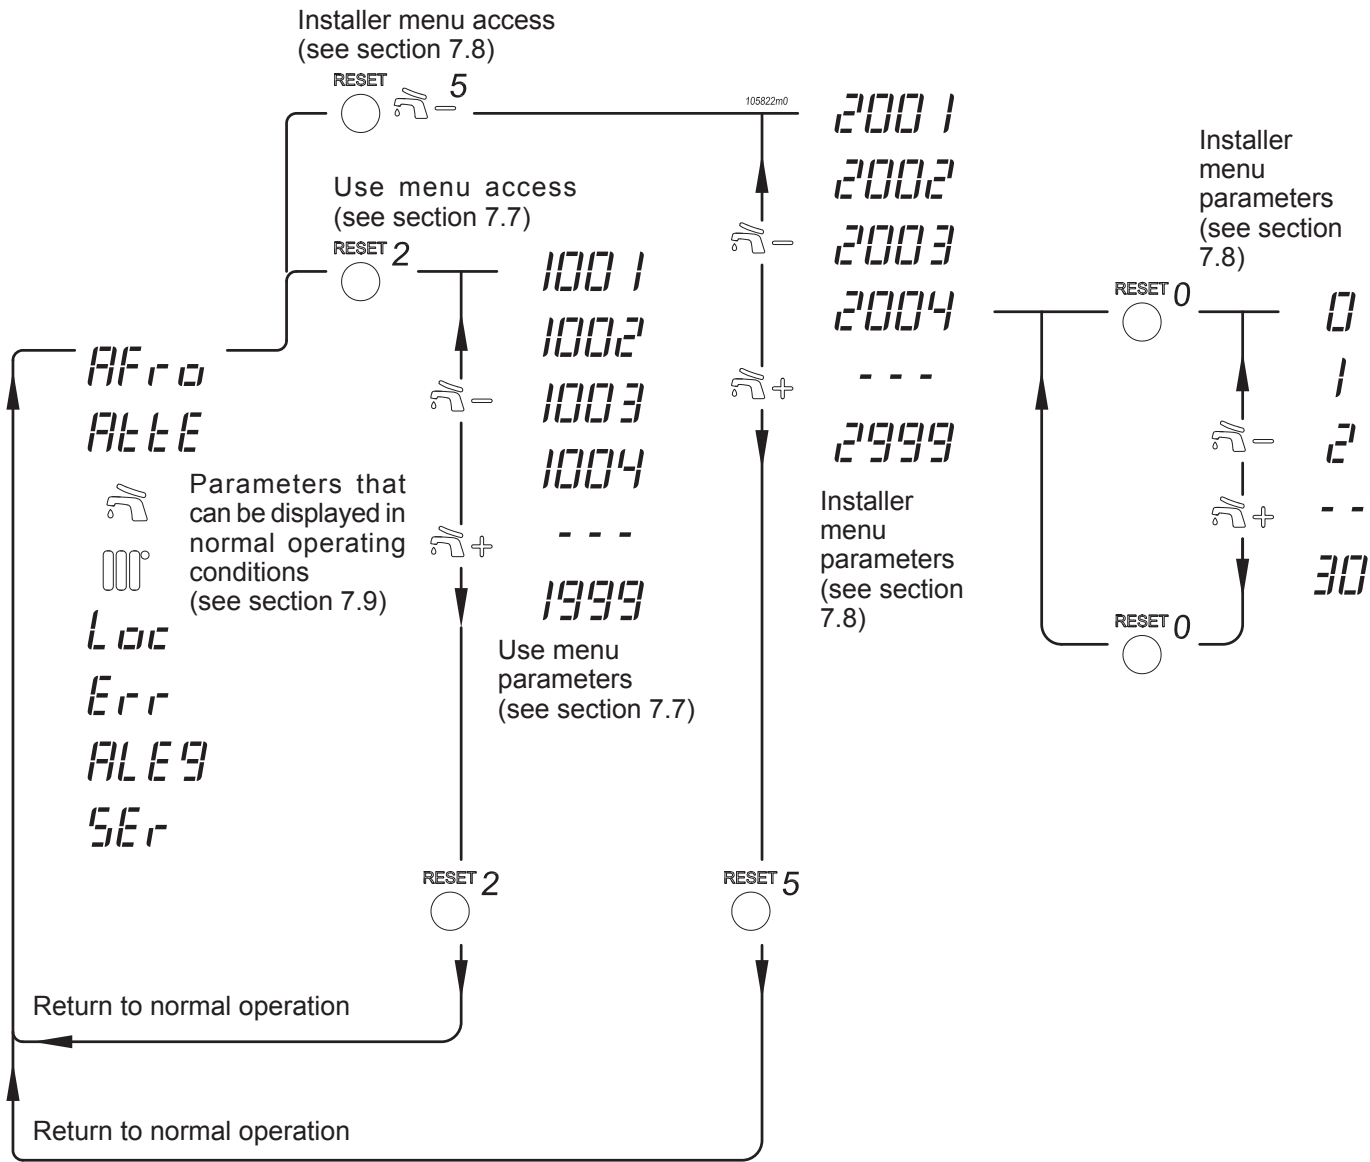 Installer menu access
(see section 7.8)
RESET 5
105822m0
Use menu access
(see section 7.7)
RESET 2
2001
2002
2003
2004
- - -
2999
Installer
menu
parameters
(see section
7.8)
1001
1002
1003
1004
- - -
1999
Use menu
parameters
(see section 7.7)
Installer
menu
parameters
(see section
7.8)
RESET 0
0
1
2
- -
30
RESET 0
AFro
AttE
Parameters that
can be displayed in
normal operating
conditions
(see section 7.9)
Loc
Err
ALE9
SEr
RESET 2
RESET 5
Return to normal operation
Return to normal operation